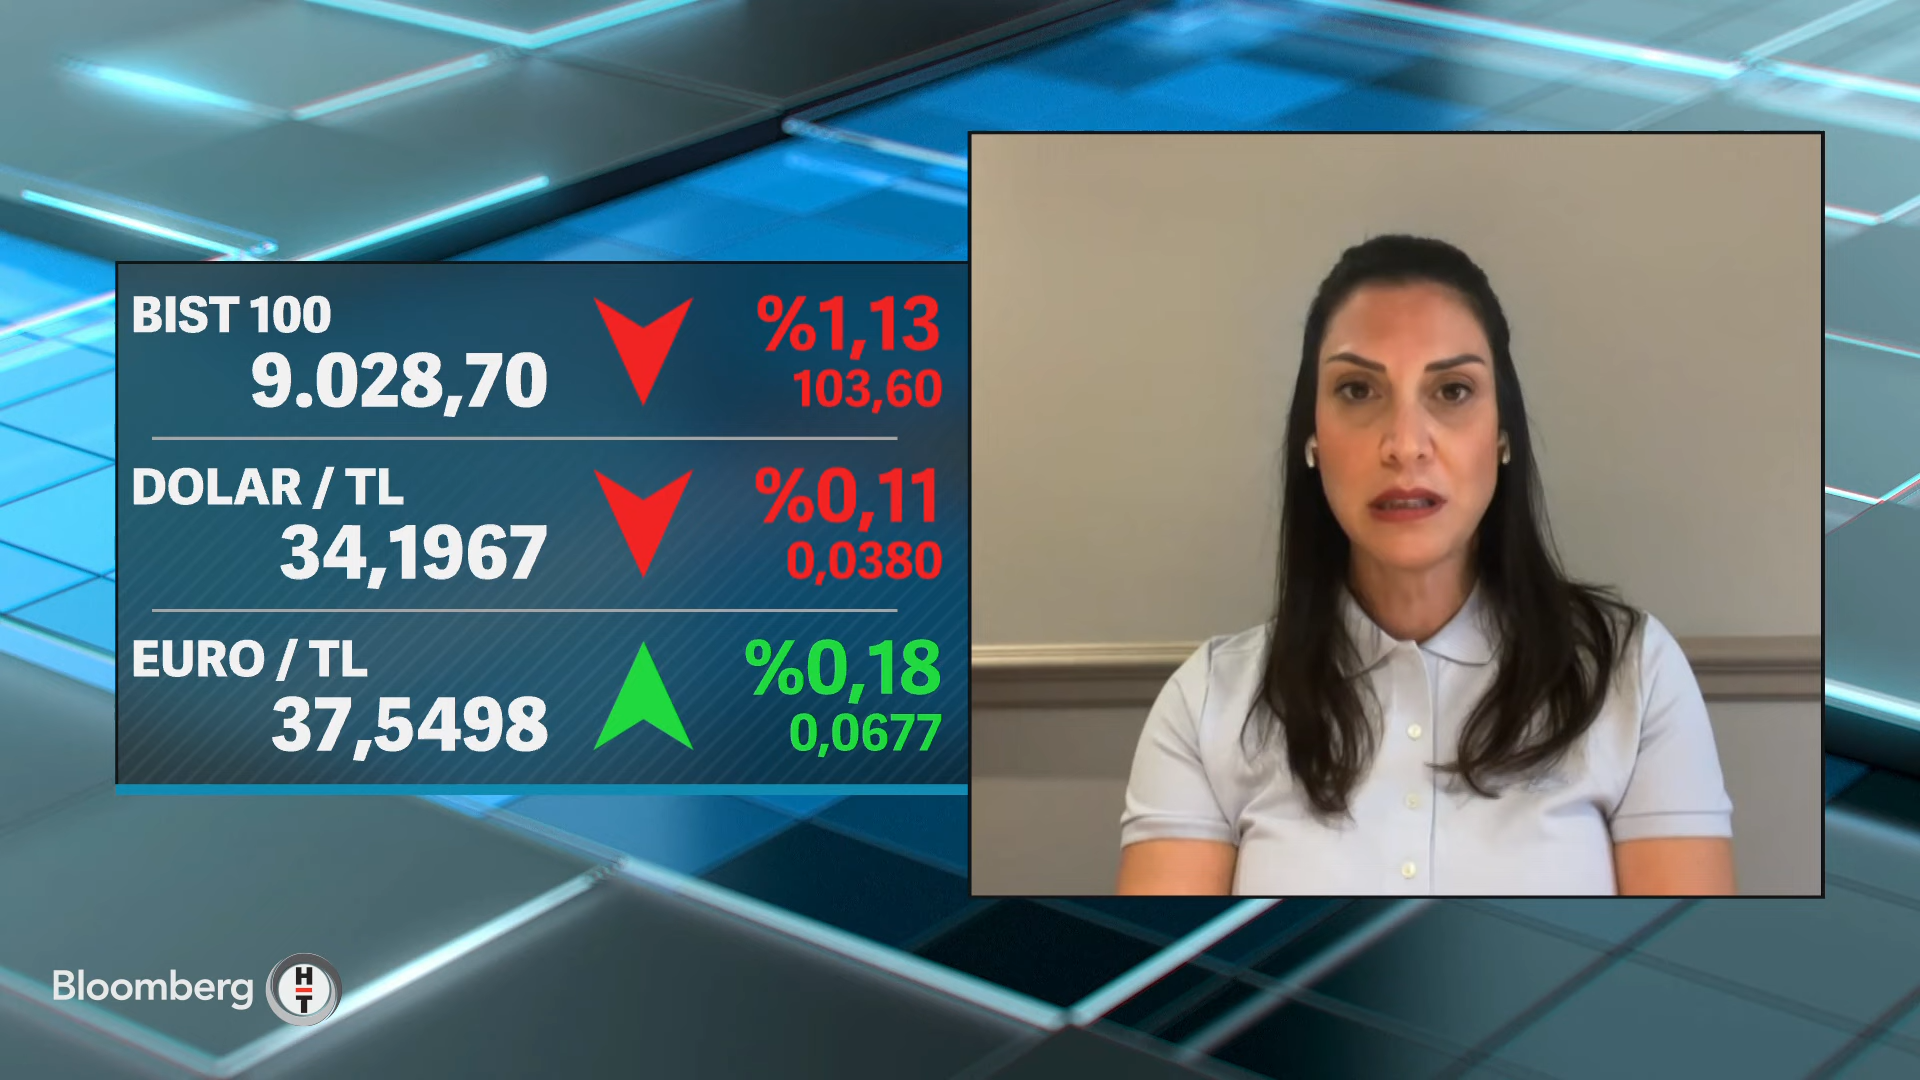 BIST 100
9.028,70
%1,13
103,60
DOLAR / TL
34,1967
%0,11
0,0380
EURO / TL
37,5498
%0,18
0,0677
Bloomberg HT